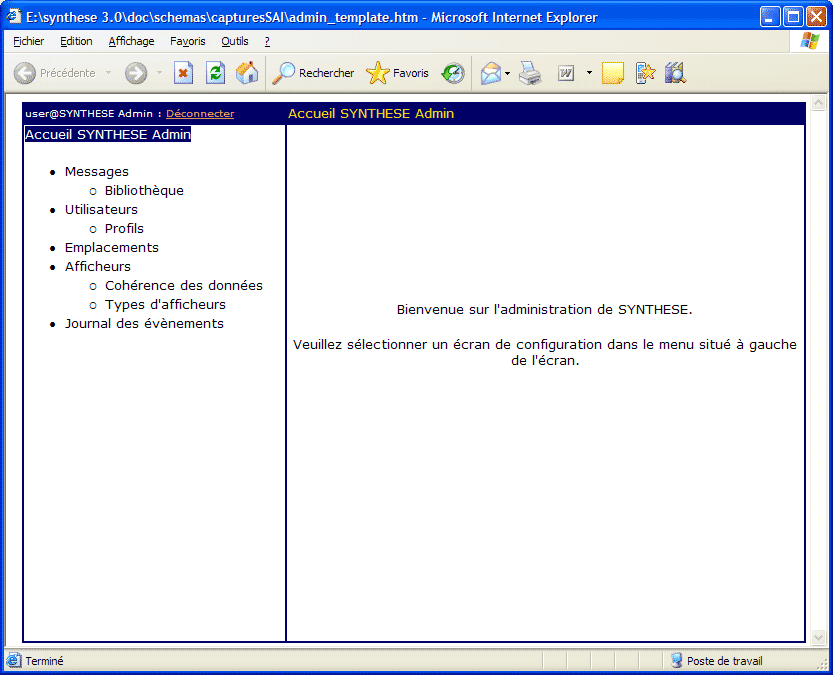 E:\synthese 3.0\doc\schemas\capturesSAI\admin_template.htm - Microsoft Internet Explorer
Fichier Edition Affichage Favoris Outils ?
Précédente Rechercher Favoris
user@SYNTHESE Admin : Déconnecter Accueil SYNTHESE Admin
Accueil SYNTHESE Admin
Messages
Bibliothèque
Utilisateurs
Profils
Emplacements
Afficheurs
Cohérence des données
Types d'afficheurs
Journal des évènements
Bienvenue sur l'administration de SYNTHESE.
Veuillez sélectionner un écran de configuration dans le menu situé à gauche
de l'écran.
Terminé Poste de travail